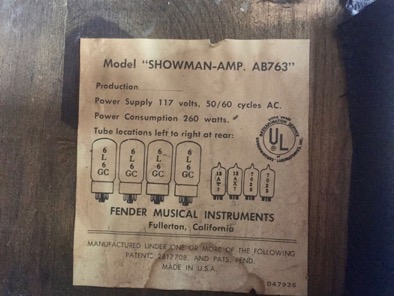 Model "SHOWMAN-AMP. AB763"
Production
Power Supply 117 volts, 50/60 cycles AC.
Power Consumption 260 watts.
Tube locations left to right at rear:
UL
6L6GC 6L6GC 6L6GC 6L6GC 12AT7 12AX7 7025 7025
FENDER MUSICAL INSTRUMENTS
Fullerton, California
MANUFACTURED UNDER ONE OR MORE OF THE FOLLOWING
PATENTS 2817708, AND PATS. PEND.
MADE IN U.S.A.